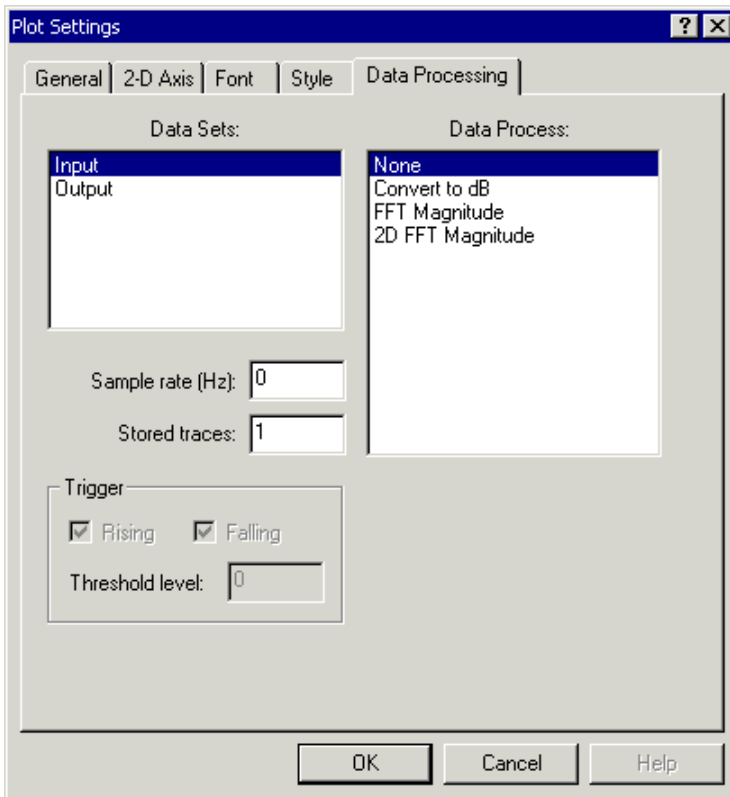 Plot Settings
General 2-D Axis Font Style Data Processing
Data Sets:
Input
Output
Data Process:
None
Convert to dB
FFT Magnitude
2D FFT Magnitude
Sample rate (Hz): 0
Stored traces: 1
Trigger
Rising Falling
Threshold level: 0
OK Cancel Help